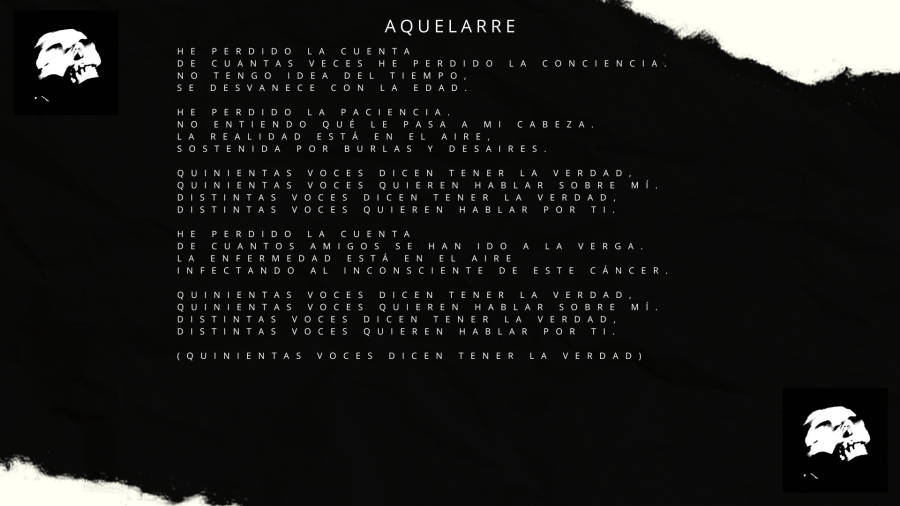 AQUELARRE
HE PERDIDO LA CUENTA
DE CUANTAS VECES HE PERDIDO LA CONCIENCIA.
NO TENGO IDEA DEL TIEMPO,
SE DESVANECE CON LA EDAD.
HE PERDIDO LA PACIENCIA.
NO ENTIENDO QUÉ LE PASA A MI CABEZA.
LA REALIDAD ESTÁ EN EL AIRE,
SOSTENIDA POR BURLAS Y DESAIRES.
QUINIENTAS VOCES DICEN TENER LA VERDAD,
QUINIENTAS VOCES QUIEREN HABLAR SOBRE MÍ.
DISTINTAS VOCES DICEN TENER LA VERDAD,
DISTINTAS VOCES QUIEREN HABLAR POR TI.
HE PERDIDO LA CUENTA
DE CUANTOS AMIGOS SE HAN IDO A LA VERGA.
LA ENFERMEDAD ESTÁ EN EL AIRE
INFECTANDO AL INCONSCIENTE DE ESTE CÁNCER.
QUINIENTAS VOCES DICEN TENER LA VERDAD,
QUINIENTAS VOCES QUIEREN HABLAR SOBRE MÍ.
DISTINTAS VOCES DICEN TENER LA VERDAD,
DISTINTAS VOCES QUIEREN HABLAR POR TI.
(QUINIENTAS VOCES DICEN TENER LA VERDAD)